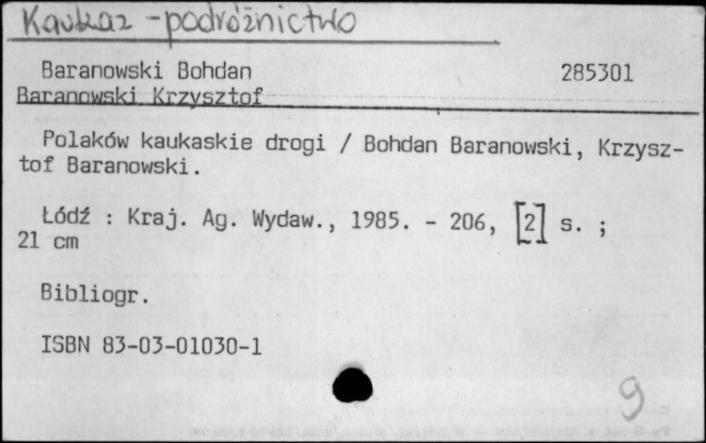 Kaukaz - podróżnictwo
Baranowski Bohdan 285301
Baranowski Krzysztof
Polaków kaukaskie drogi / Bohdan Baranowski, Krzysz-
tof Baranowski.
Łódź : Kraj. Ag. Wydaw., 1985. - 206, [2] s. ;
21 cm
Bibliogr.
ISBN 83-03-01030-1
9